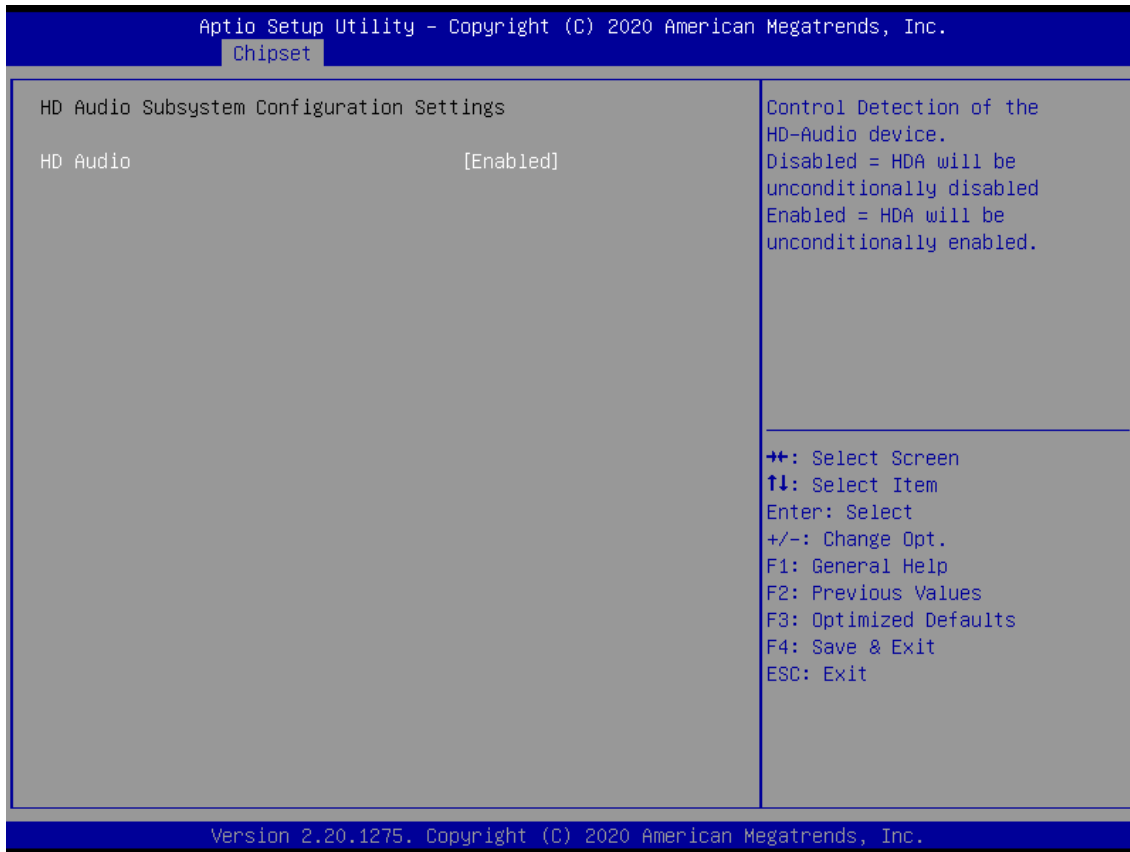 Aptio Setup Utility – Copyright (C) 2020 American Megatrends, Inc.
Chipset
HD Audio Subsystem Configuration Settings
HD Audio [Enabled]
Control Detection of the
HD-Audio device.
Disabled = HDA will be
unconditionally disabled
Enabled = HDA will be
unconditionally enabled.
→←: Select Screen
↑↓: Select Item
Enter: Select
+/-: Change Opt.
F1: General Help
F2: Previous Values
F3: Optimized Defaults
F4: Save & Exit
ESC: Exit
Version 2.20.1275. Copyright (C) 2020 American Megatrends, Inc.